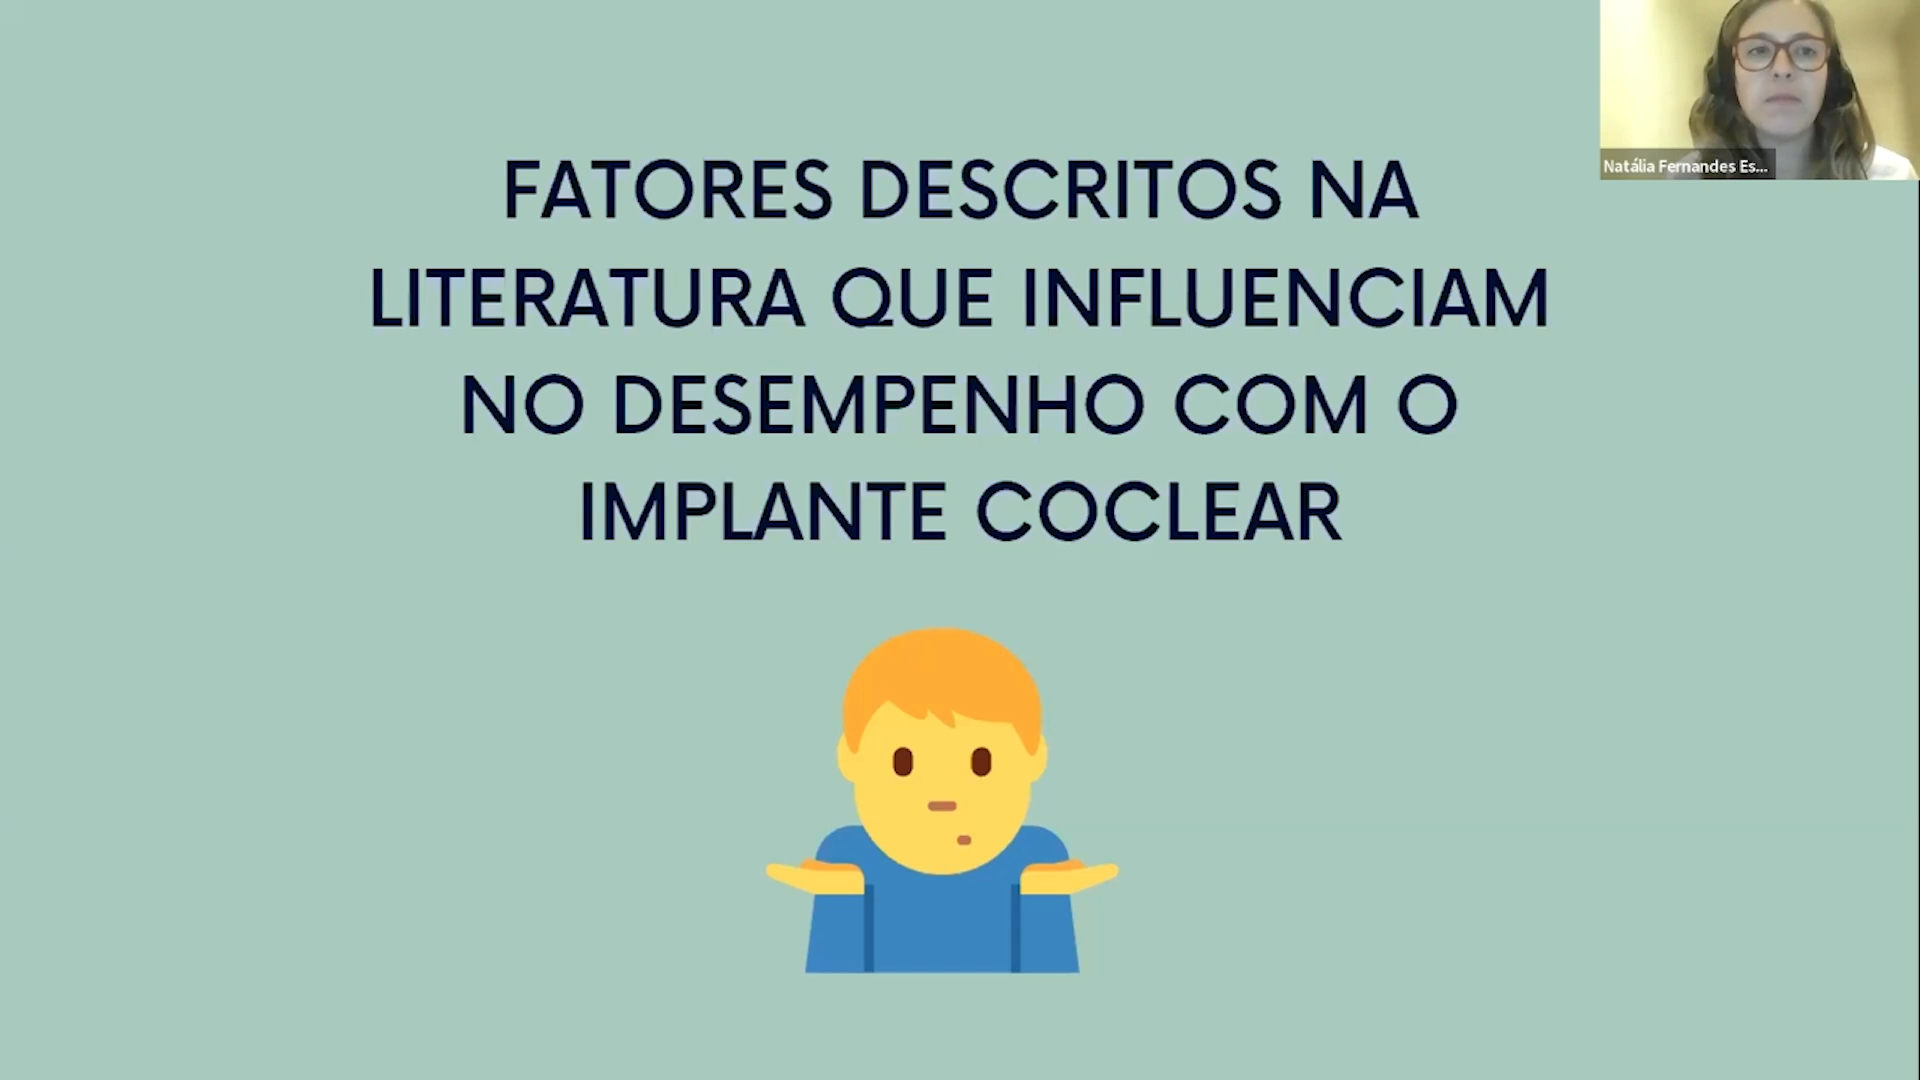 FATORES DESCRITOS NA
LITERATURA QUE INFLUENCIAM
NO DESEMPENHO COM O
IMPLANTE COCLEAR
Natália Fernandes Es...